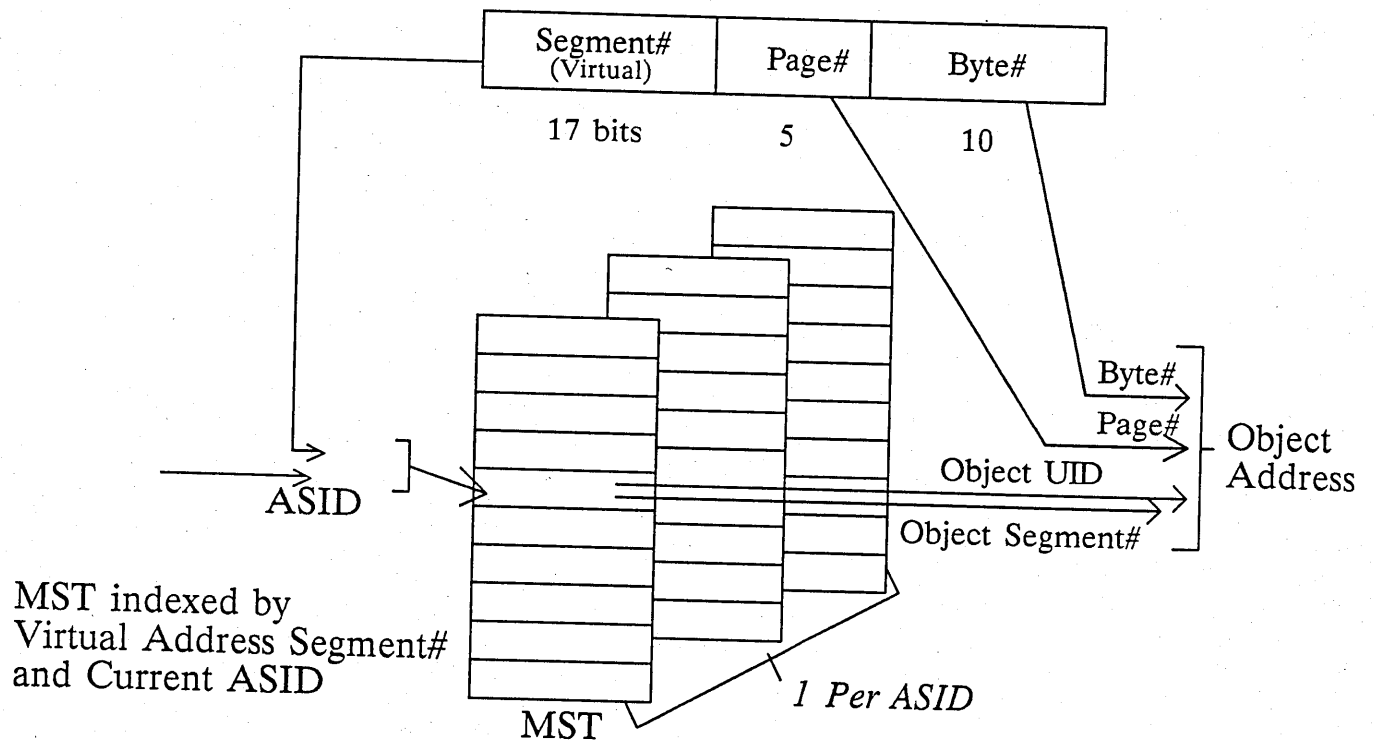 Segment#
(Virtual)
Page#
Byte#
17 bits
5
10
Byte#
Page#
Object
Address
Object UID
ASID
Object Segment#
MST indexed by
Virtual Address Segment#
and Current ASID
1 Per ASID
MST